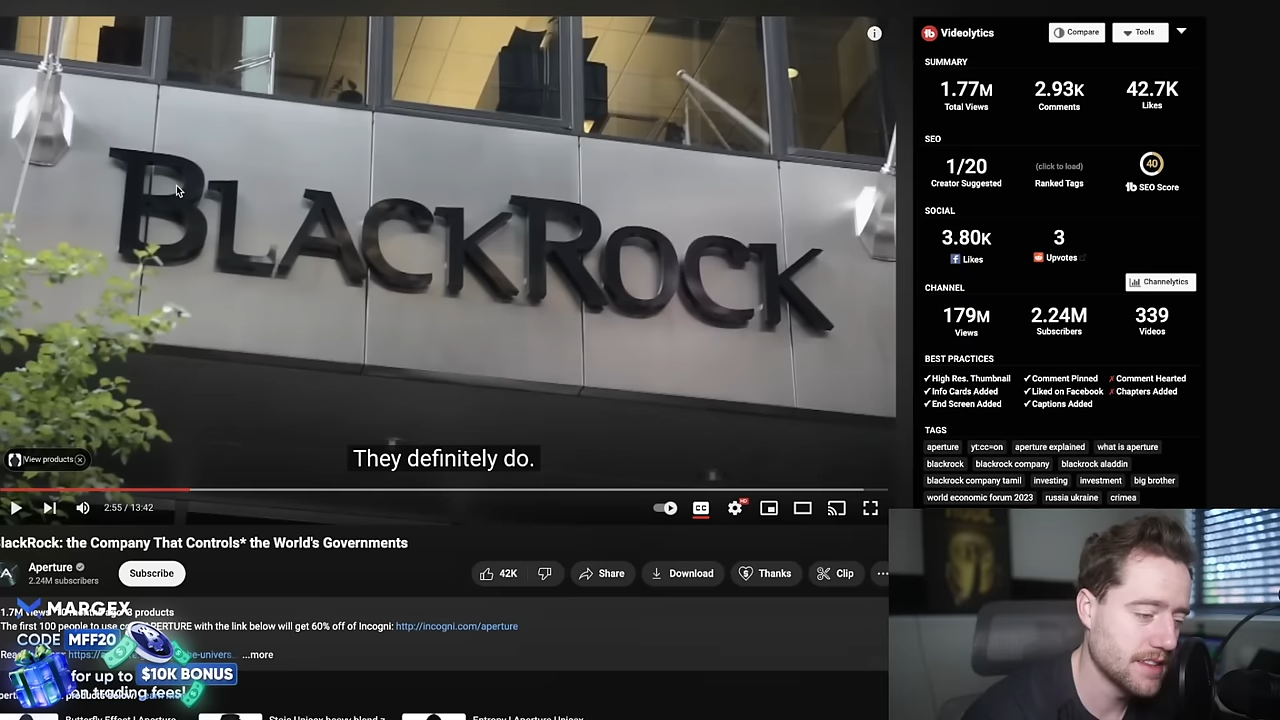 BLACKROCK
They definitely do.
View products
2:55 / 13:42
CC
HD
lackRock: the Company That Controls* the World's Governments
Aperture
2.24M subscribers
Subscribe
42K
Share
Download
Thanks
Clip
1.7M views
products
The first 100 people to use
APERTURE with the link below will get 60% off of Incogni: http://incogni.com/aperture
...more
MARGEX
CODE MFF20
for up to $10K BONUS
on trading fees!
Videolytics
Compare
Tools
SUMMARY
1.77M 2.93K 42.7K
Total Views Comments Likes
SEO
1/20 (click to load) 40
Creator Suggested Ranked Tags SEO Score
SOCIAL
3.80K 3
Likes Upvotes
CHANNEL
Channelytics
179M 2.24M 339
Views Subscribers Videos
BEST PRACTICES
✓High Res. Thumbnail ✓Comment Pinned ✗Comment Hearted
✓Info Cards Added ✓Liked on Facebook ✗Chapters Added
✓End Screen Added ✓Captions Added
TAGS
aperture yt:cc=on aperture explained what is aperture
blackrock blackrock company blackrock aladdin
blackrock company tamil investing investment big brother
world economic forum 2023 russia ukraine crimea